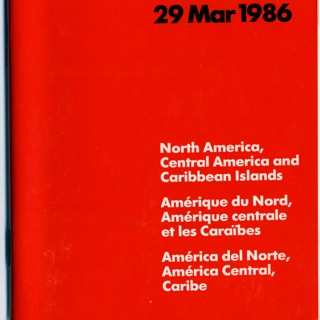 29 Mar 1986
North America,
Central America and
Caribbean Islands
Amérique du Nord,
Amérique centrale
et les Caraïbes
América del Norte,
América Central,
Caribe